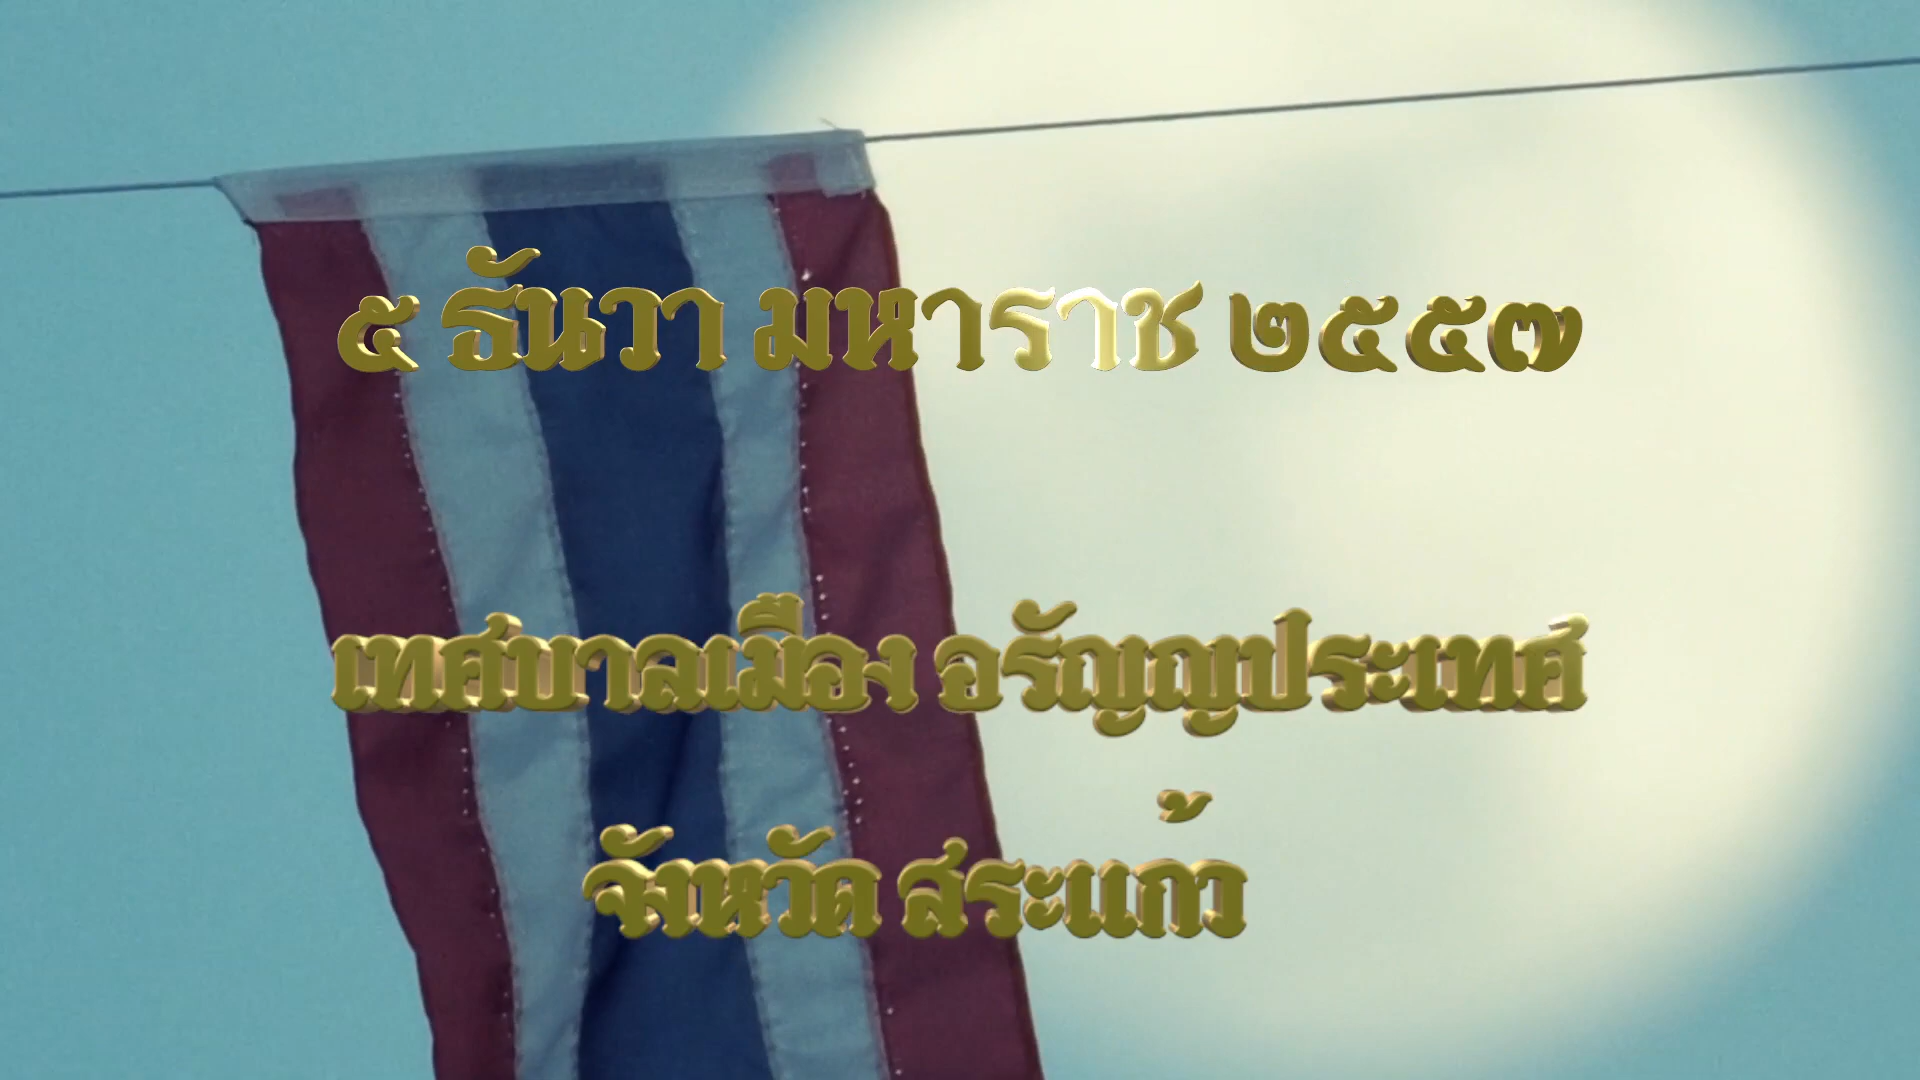 ๕ ธันวา มหาราช ๒๕๕๗
เทศบาลเมือง อรัญญประเทศ
จังหวัด สระแก้ว